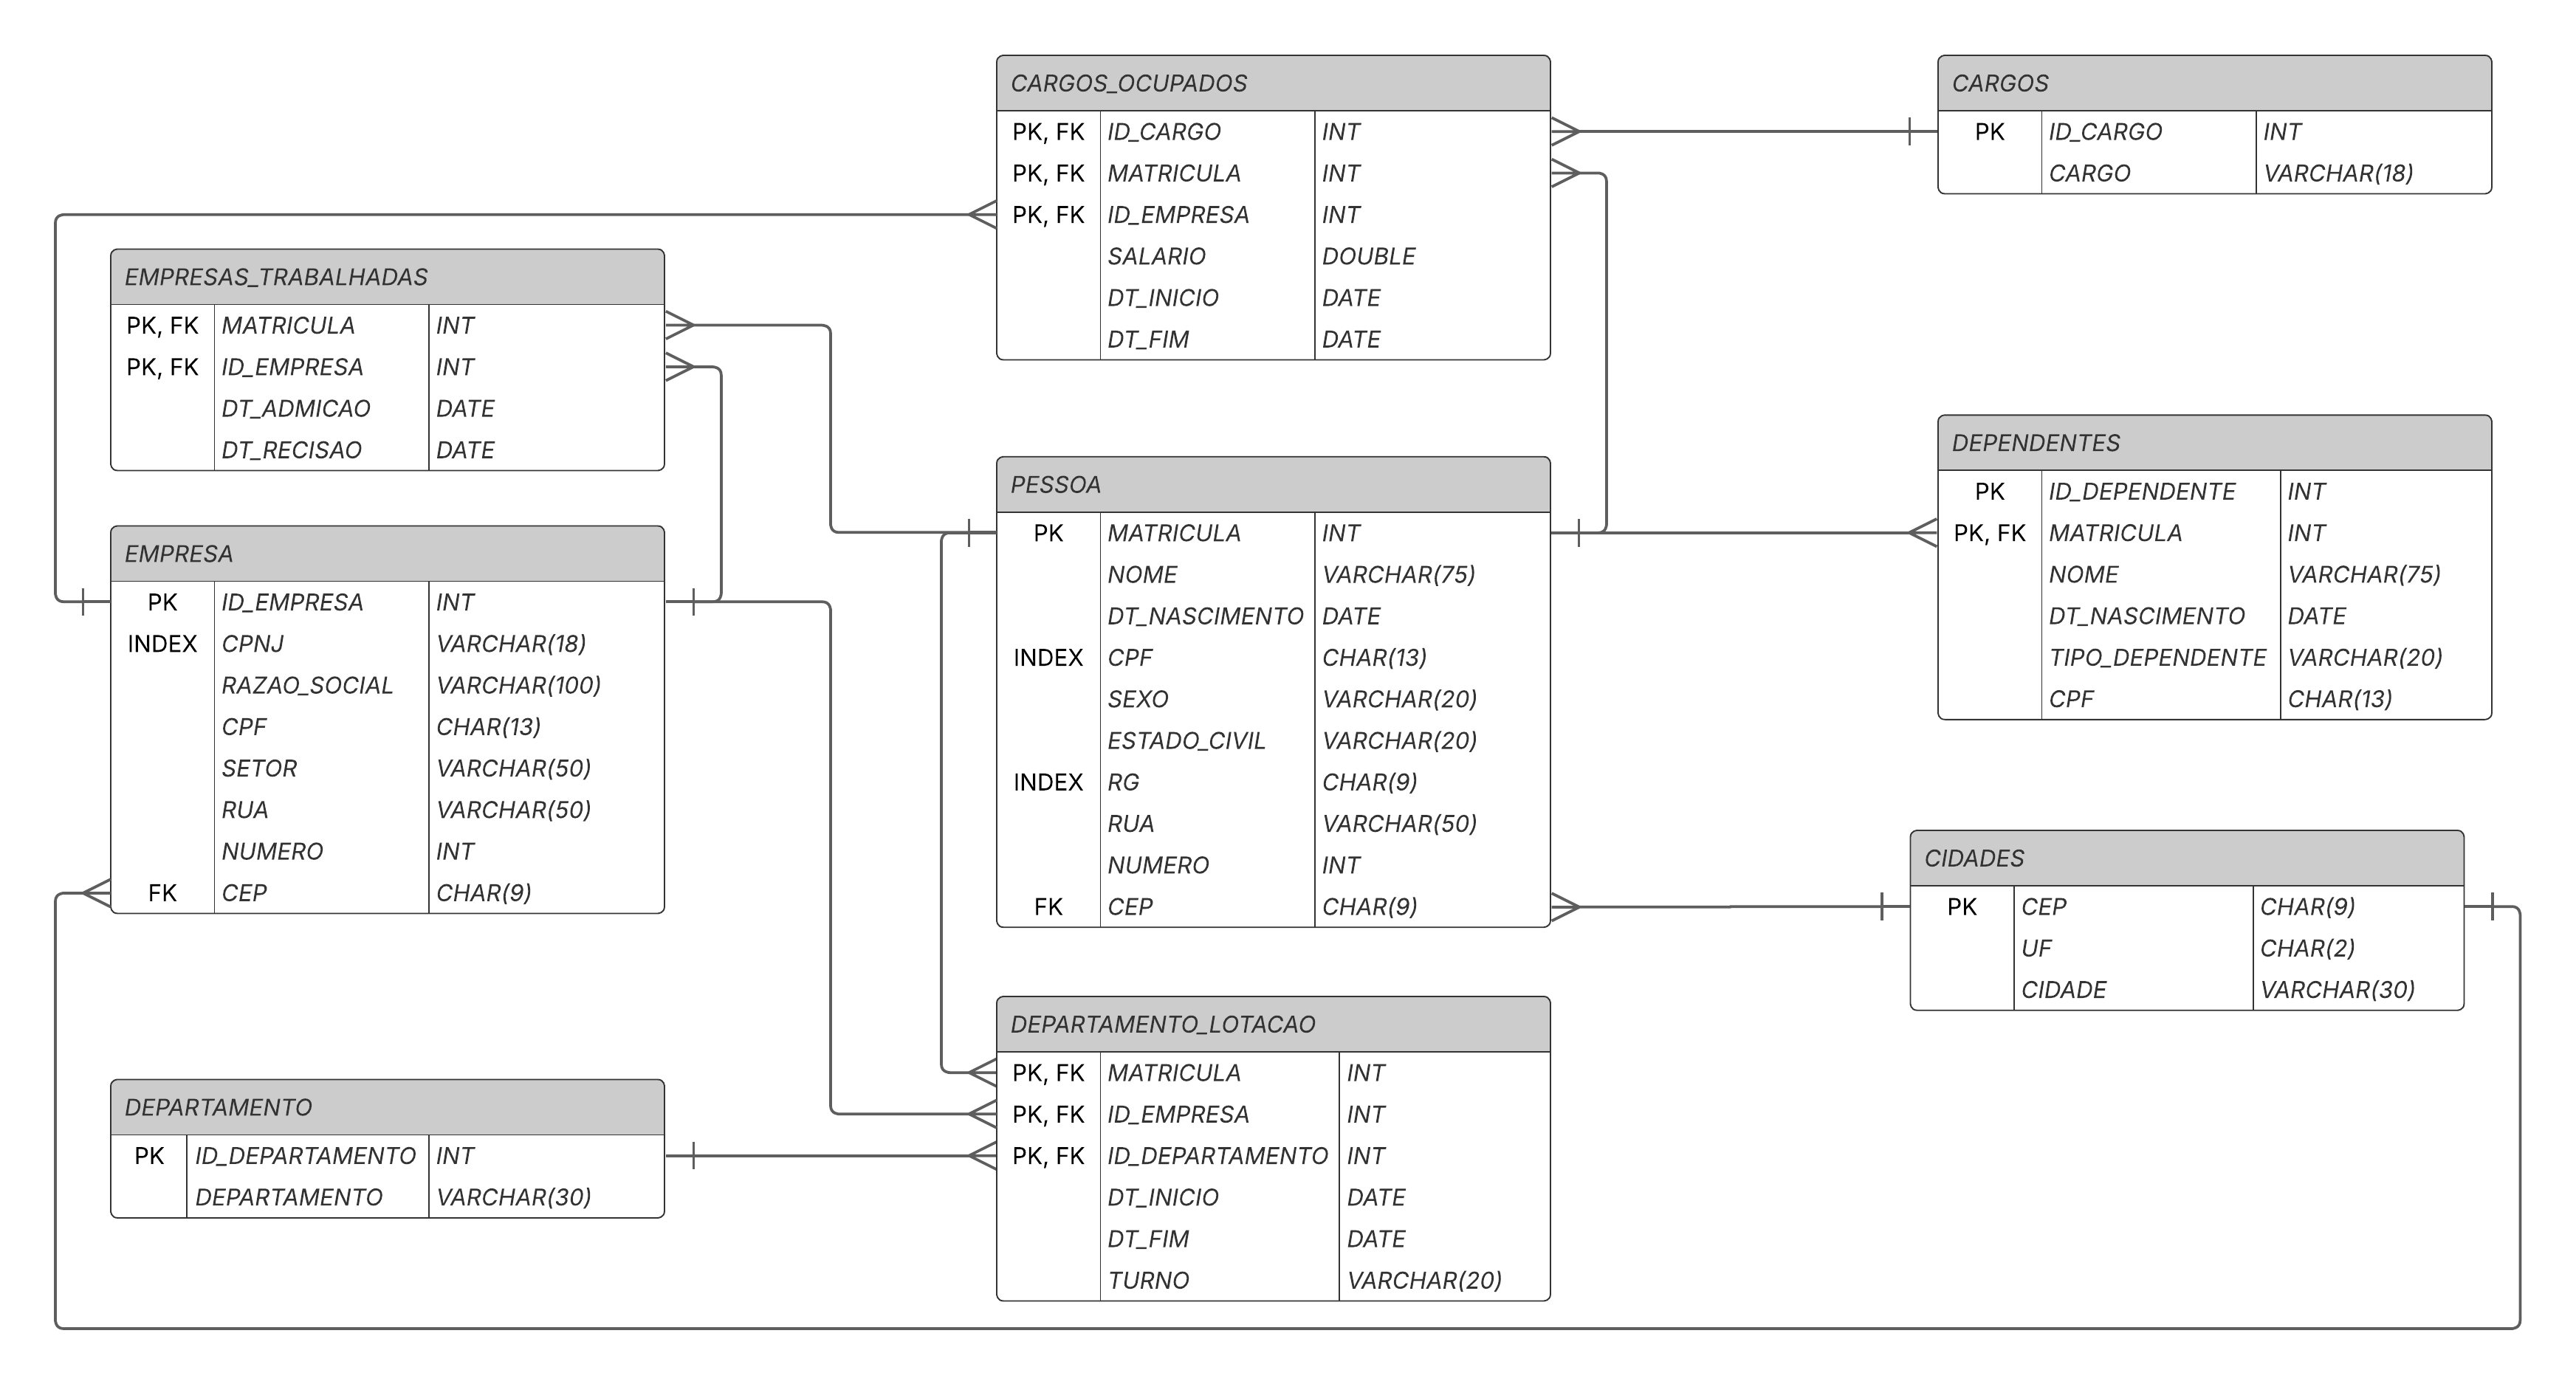 CARGOS_OCUPADOS
PK, FK ID_CARGO INT
PK, FK MATRICULA INT
PK, FK ID_EMPRESA INT
SALARIO DOUBLE
DT_INICIO DATE
DT_FIM DATE
CARGOS
PK ID_CARGO INT
CARGO VARCHAR(18)
EMPRESAS_TRABALHADAS
PK, FK MATRICULA INT
PK, FK ID_EMPRESA INT
DT_ADMICAO DATE
DT_RECISAO DATE
DEPENDENTES
PK ID_DEPENDENTE INT
PK, FK MATRICULA INT
NOME VARCHAR(75)
DT_NASCIMENTO DATE
TIPO_DEPENDENTE VARCHAR(20)
CPF CHAR(13)
PESSOA
PK MATRICULA INT
NOME VARCHAR(75)
DT_NASCIMENTO DATE
INDEX CPF CHAR(13)
SEXO VARCHAR(20)
ESTADO_CIVIL VARCHAR(20)
INDEX RG CHAR(9)
RUA VARCHAR(50)
NUMERO INT
FK CEP CHAR(9)
EMPRESA
PK ID_EMPRESA INT
INDEX CPNJ VARCHAR(18)
RAZAO_SOCIAL VARCHAR(100)
CPF CHAR(13)
SETOR VARCHAR(50)
RUA VARCHAR(50)
NUMERO INT
FK CEP CHAR(9)
CIDADES
PK CEP CHAR(9)
UF CHAR(2)
CIDADE VARCHAR(30)
DEPARTAMENTO_LOTACAO
PK, FK MATRICULA INT
PK, FK ID_EMPRESA INT
PK, FK ID_DEPARTAMENTO INT
DT_INICIO DATE
DT_FIM DATE
TURNO VARCHAR(20)
DEPARTAMENTO
PK ID_DEPARTAMENTO INT
DEPARTAMENTO VARCHAR(30)